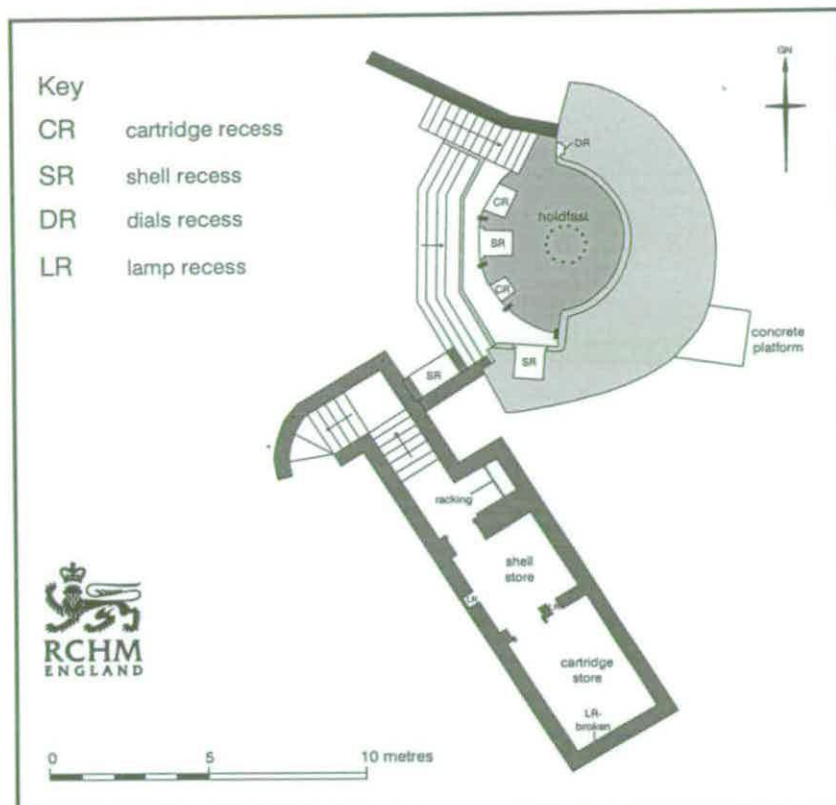 Key
CR cartridge recess
SR shell recess
DR dials recess
LR lamp recess
GN
DR
CR
holdfast
SR
CR
concrete
platform
SR
SR
racking
shell
store
LR
cartridge
store
LR-
broken
RCHM
ENGLAND
0 5 10 metres